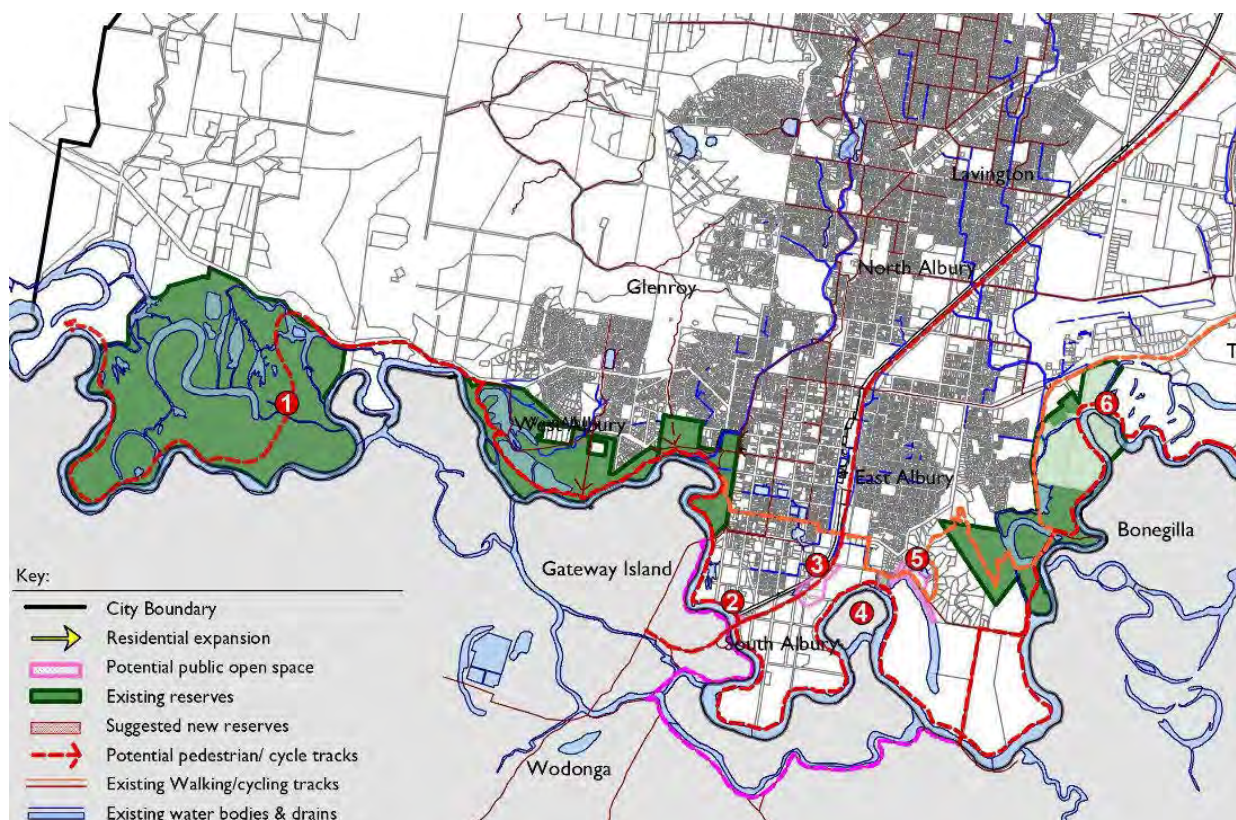 Lavington
North Albury
Glenroy
T
1
6
West Albury
East Albury
Bonegilla
Gateway Island
3
5
2
4
South Albury
Wodonga
Key:
City Boundary
Residential expansion
Potential public open space
Existing reserves
Suggested new reserves
Potential pedestrian/ cycle tracks
Existing Walking/cycling tracks
Existing water bodies & drains